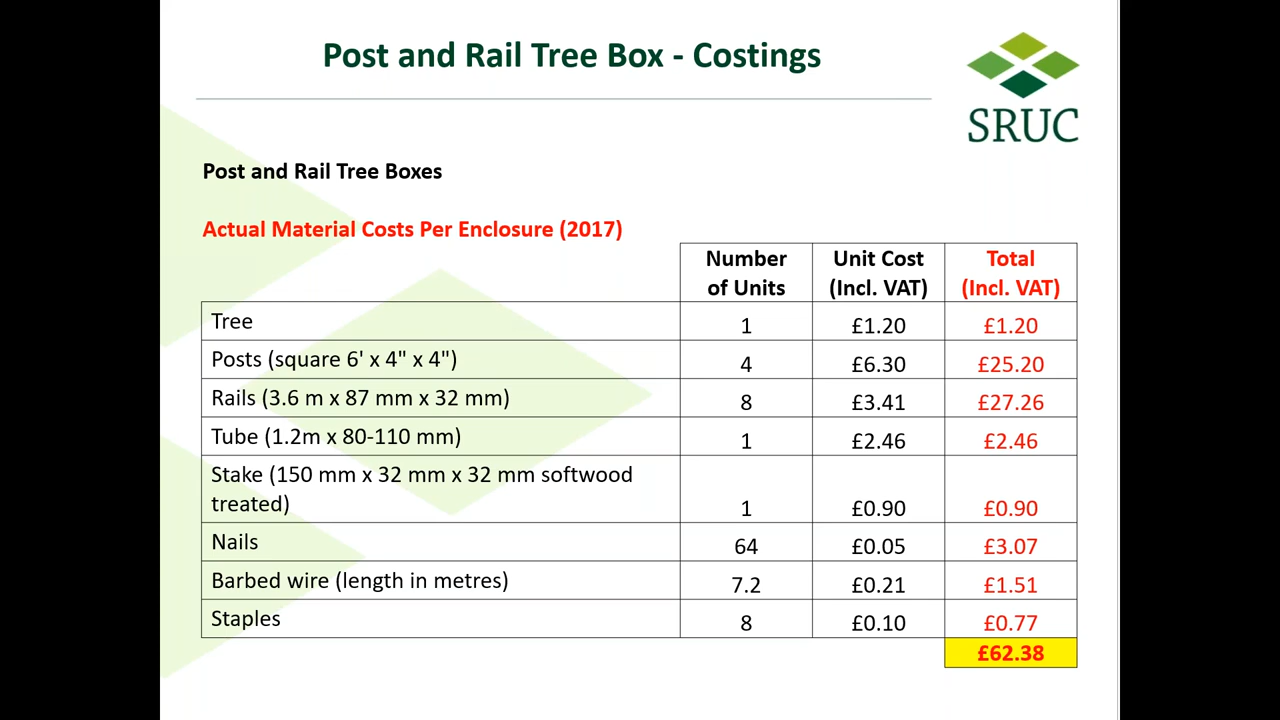 Post and Rail Tree Box - Costings
SRUC
Post and Rail Tree Boxes
Actual Material Costs Per Enclosure (2017)
Number of Units Unit Cost (Incl. VAT) Total (Incl. VAT)
Tree 1 £1.20 £1.20
Posts (square 6' x 4" x 4") 4 £6.30 £25.20
Rails (3.6 m x 87 mm x 32 mm) 8 £3.41 £27.26
Tube (1.2m x 80-110 mm) 1 £2.46 £2.46
Stake (150 mm x 32 mm x 32 mm softwood
treated) 1 £0.90 £0.90
Nails 64 £0.05 £3.07
Barbed wire (length in metres) 7.2 £0.21 £1.51
Staples 8 £0.10 £0.77
£62.38